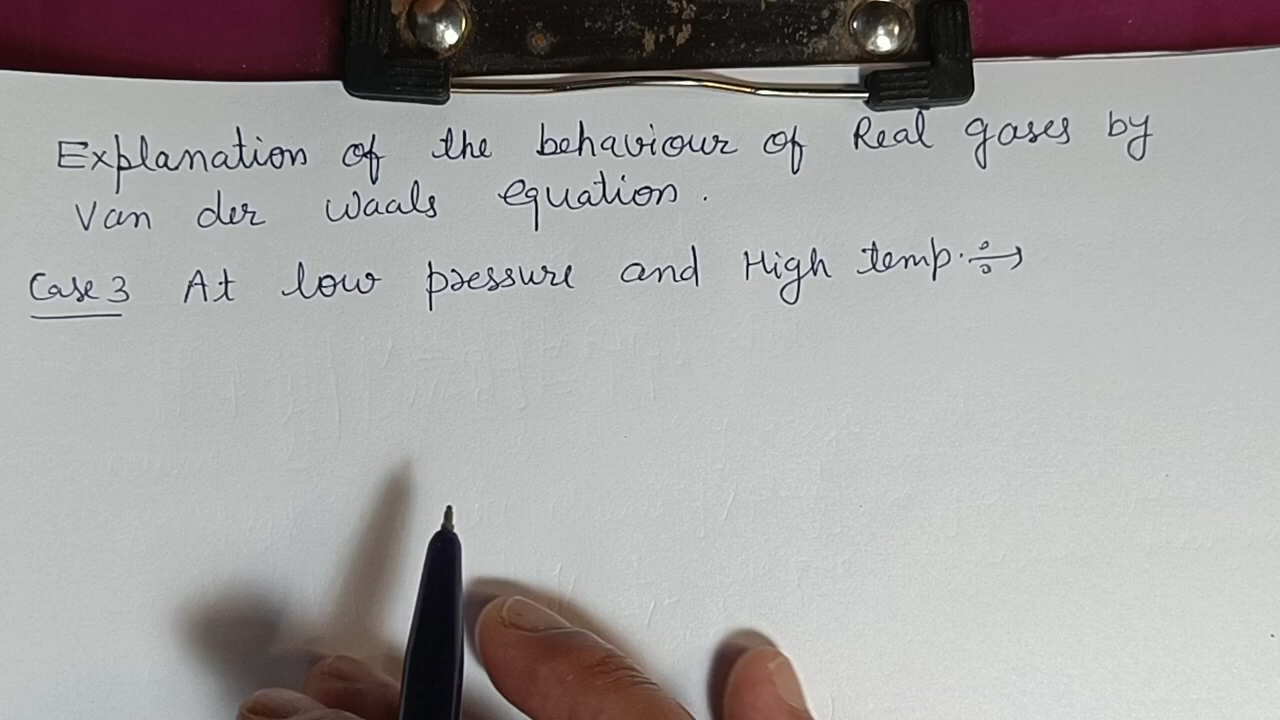 Explanation of the behaviour of Real gases by
Van der Waals equation.
Case 3 At low pressure and High temp. ÷→